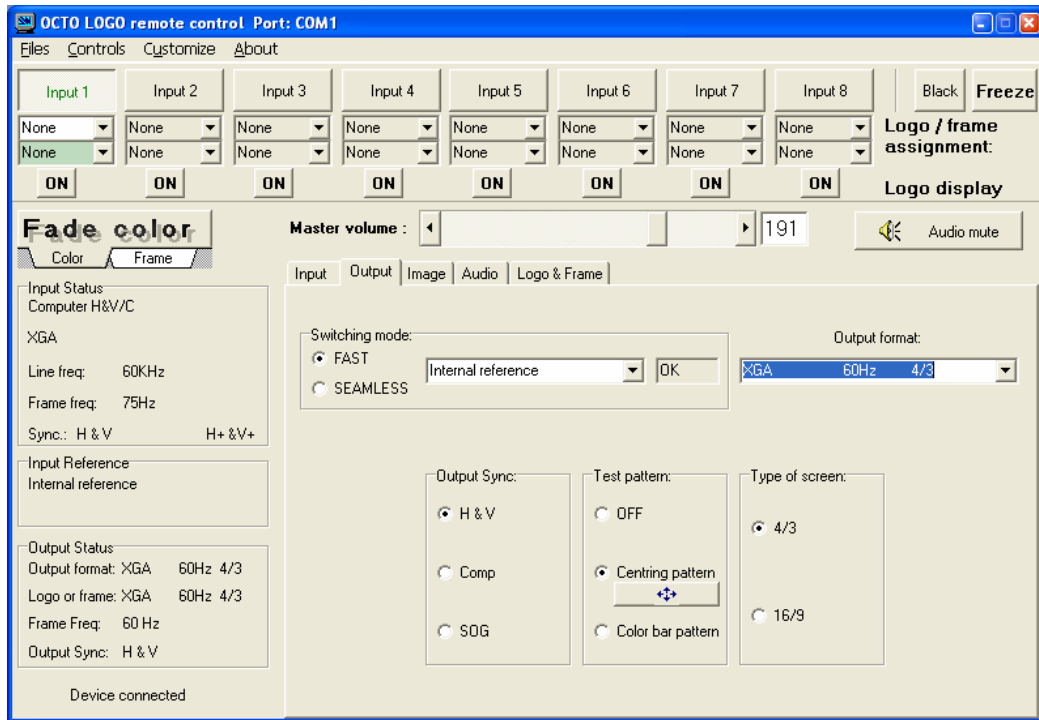 OCTO LOGO remote control Port: COM1
Files Controls Customize About
Input 1 Input 2 Input 3 Input 4 Input 5 Input 6 Input 7 Input 8 Black Freeze
None None None None None None None None Logo / frame
None None None None None None None None assignment:
ON ON ON ON ON ON ON ON Logo display
Fade color Master volume : 191 Audio mute
Color Frame
Input Output Image Audio Logo & Frame
Input Status
Computer H&V/C
XGA
Line freq: 60KHz
Frame freq: 75Hz
Sync.: H & V H+ &V+
Input Reference
Internal reference
Output Status
Output format: XGA 60Hz 4/3
Logo or frame: XGA 60Hz 4/3
Frame Freq: 60 Hz
Output Sync: H & V
Device connected
Switching mode:
FAST
SEAMLESS
Internal reference OK
Output format:
XGA 60Hz 4/3
Output Sync:
H & V
Comp
SOG
Test pattern:
OFF
Centring pattern
Color bar pattern
Type of screen:
4/3
16/9